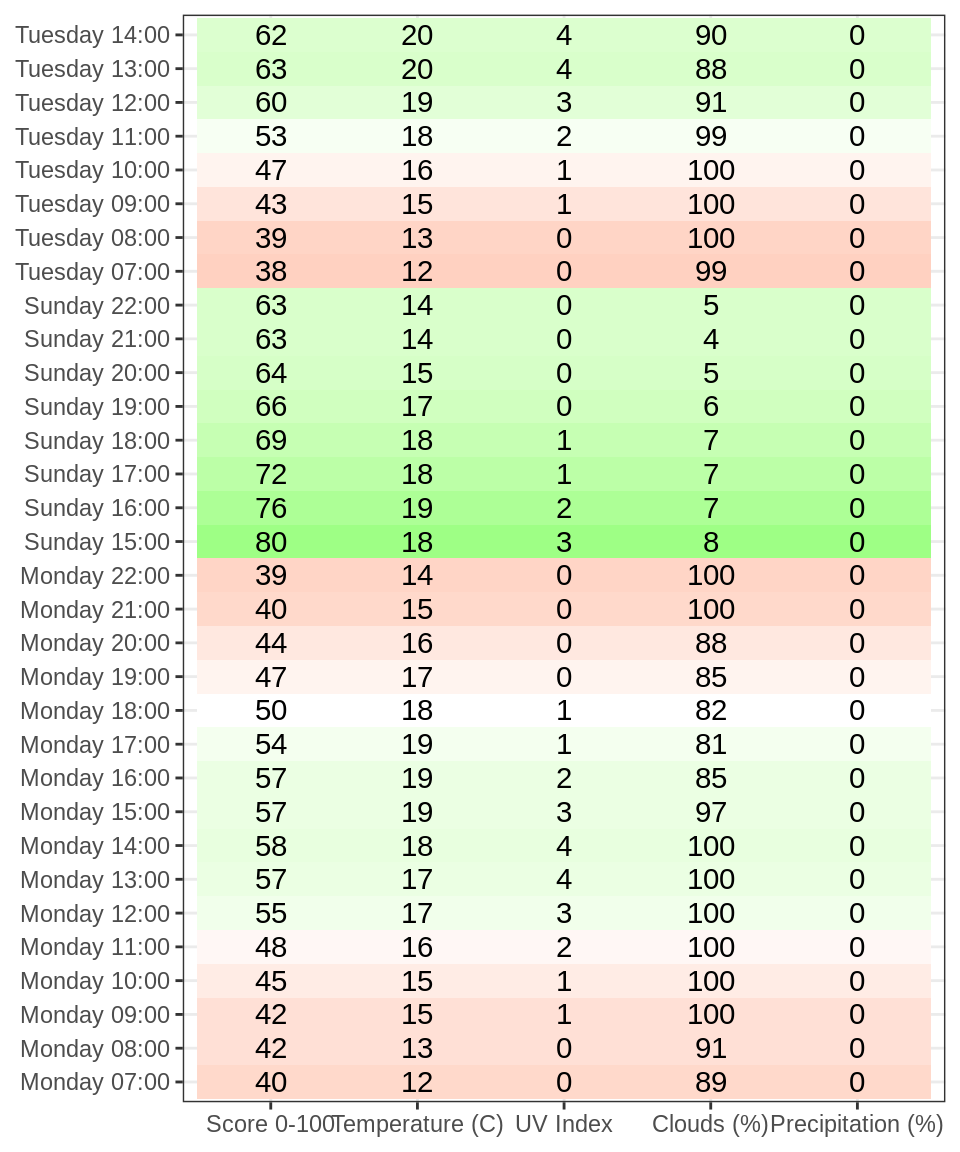 Tuesday 14:00 62 20 4 90 0
Tuesday 13:00 63 20 4 88 0
Tuesday 12:00 60 19 3 91 0
Tuesday 11:00 53 18 2 99 0
Tuesday 10:00 47 16 1 100 0
Tuesday 09:00 43 15 1 100 0
Tuesday 08:00 39 13 0 100 0
Tuesday 07:00 38 12 0 99 0
Sunday 22:00 63 14 0 5 0
Sunday 21:00 63 14 0 4 0
Sunday 20:00 64 15 0 5 0
Sunday 19:00 66 17 0 6 0
Sunday 18:00 69 18 1 7 0
Sunday 17:00 72 18 1 7 0
Sunday 16:00 76 19 2 7 0
Sunday 15:00 80 18 3 8 0
Monday 22:00 39 14 0 100 0
Monday 21:00 40 15 0 100 0
Monday 20:00 44 16 0 88 0
Monday 19:00 47 17 0 85 0
Monday 18:00 50 18 1 82 0
Monday 17:00 54 19 1 81 0
Monday 16:00 57 19 2 85 0
Monday 15:00 57 19 3 97 0
Monday 14:00 58 18 4 100 0
Monday 13:00 57 17 4 100 0
Monday 12:00 55 17 3 100 0
Monday 11:00 48 16 2 100 0
Monday 10:00 45 15 1 100 0
Monday 09:00 42 15 1 100 0
Monday 08:00 42 13 0 91 0
Monday 07:00 40 12 0 89 0
Score 0-100 Temperature (C) UV Index Clouds (%) Precipitation (%)